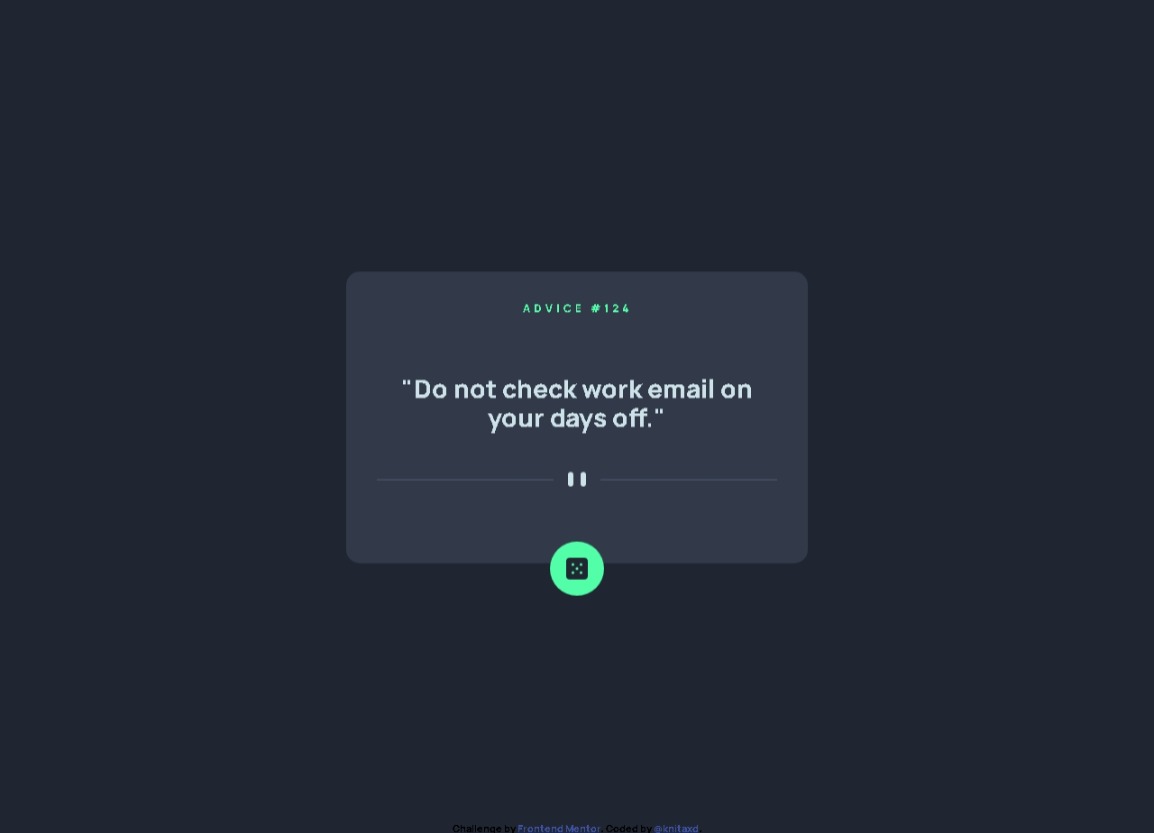 ADVICE #124
"Do not check work email on
your days off."
Challenge by Frontend Mentor. Coded by @knitaxd.